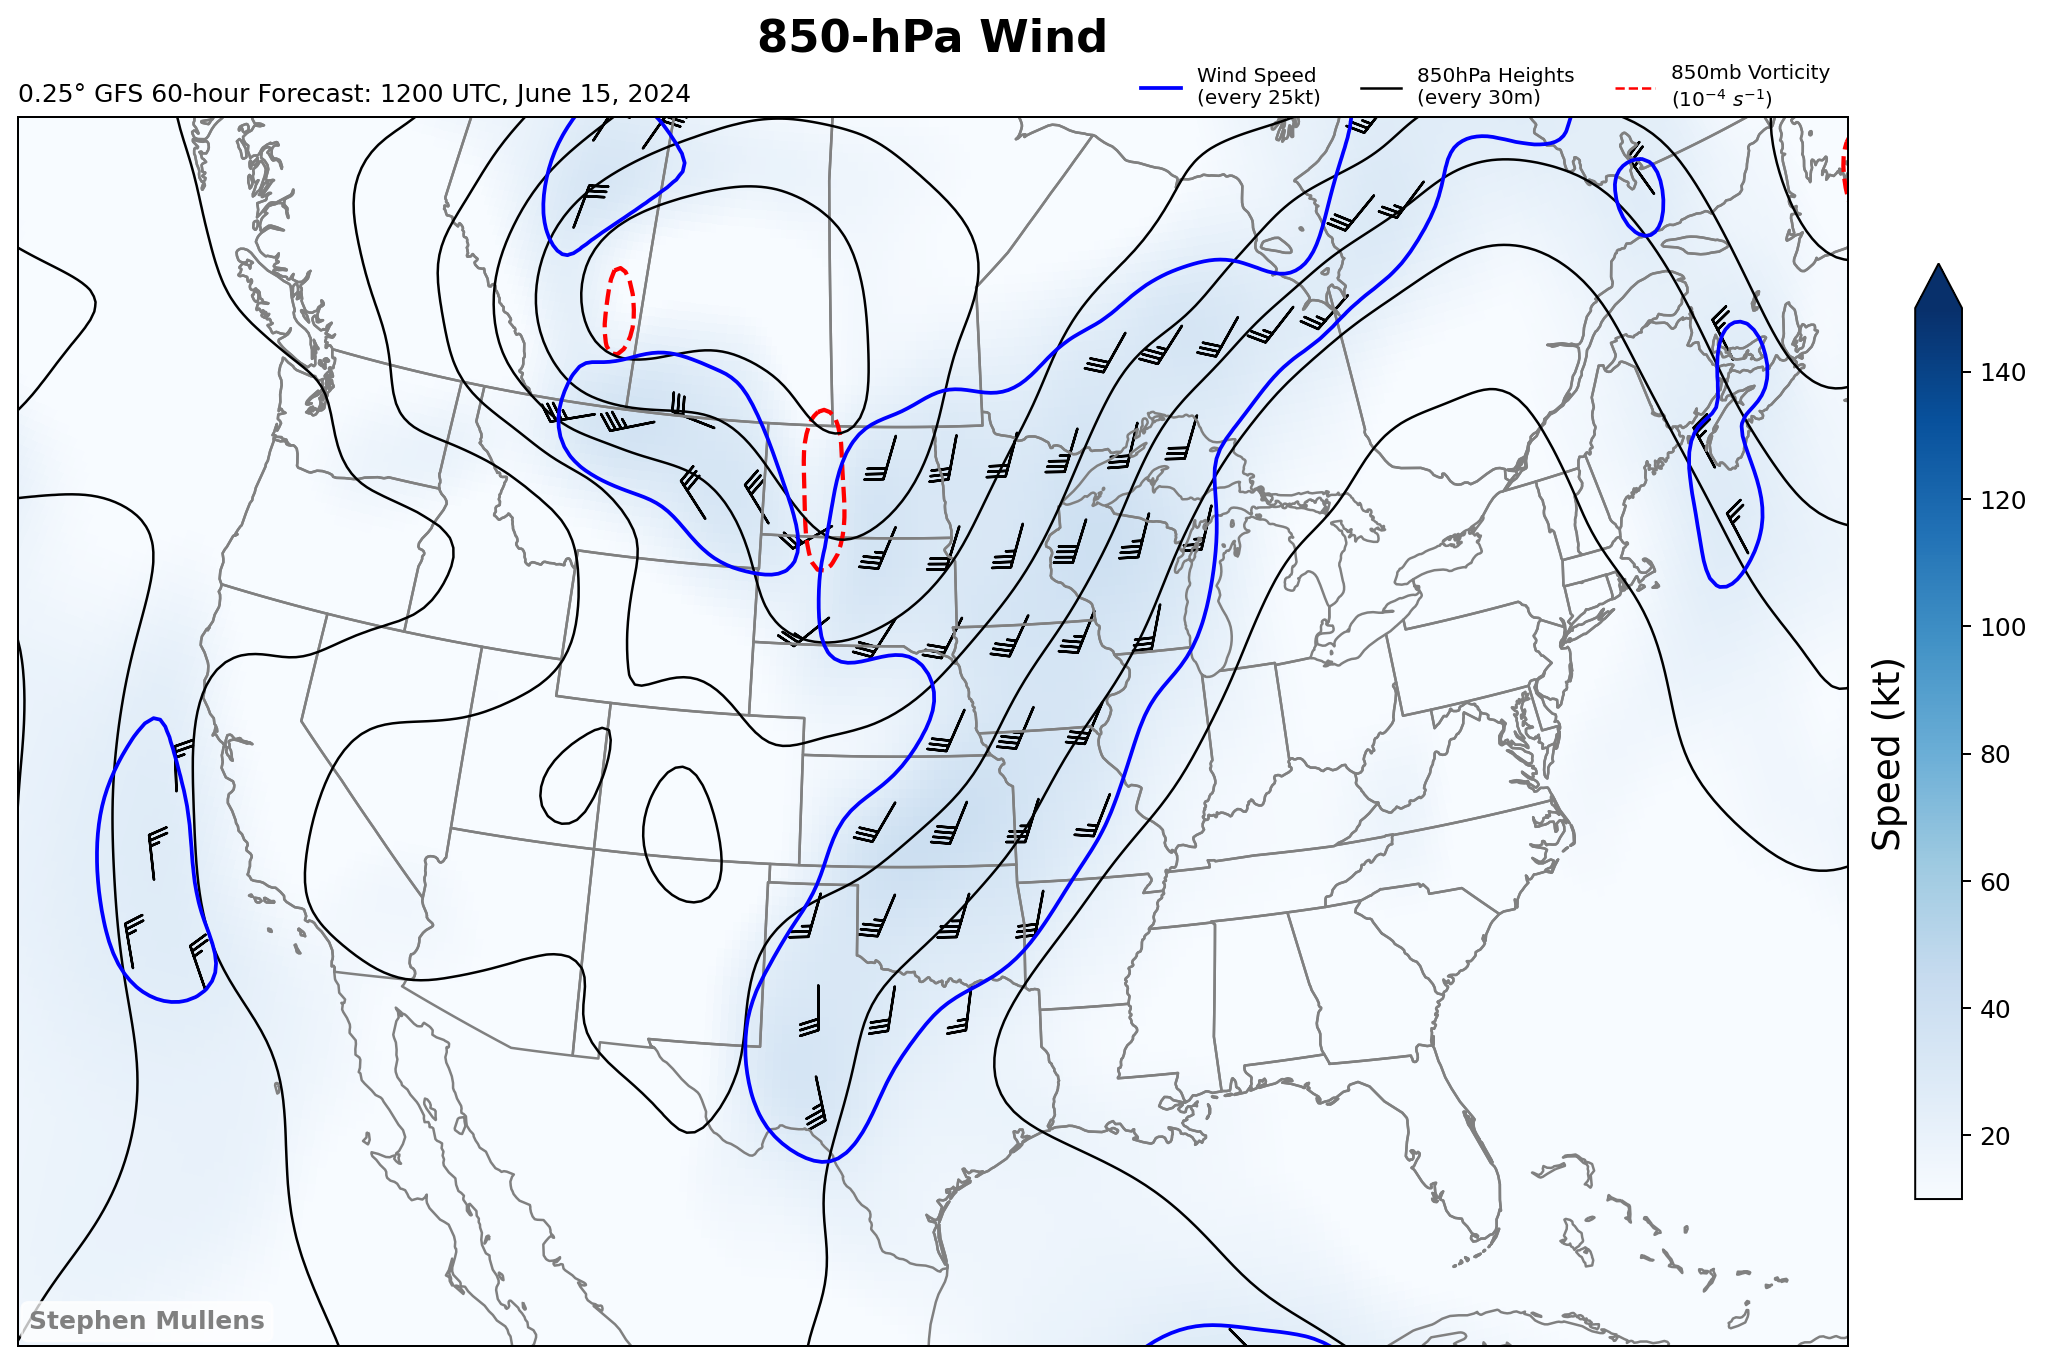 850-hPa Wind
0.25° GFS 60-hour Forecast: 1200 UTC, June 15, 2024
Wind Speed
(every 25kt)
850hPa Heights
(every 30m)
850mb Vorticity
(10⁻⁴ s⁻¹)
140
120
100
80
60
40
20
Speed (kt)
Stephen Mullens